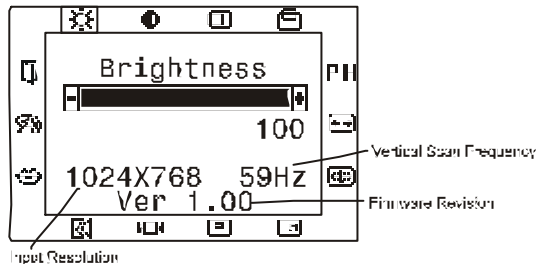 Brightness
- +
100
Vertical Scan Frequency
1024X768 59Hz
Ver 1.00
Firmware Revision
Input Resolution